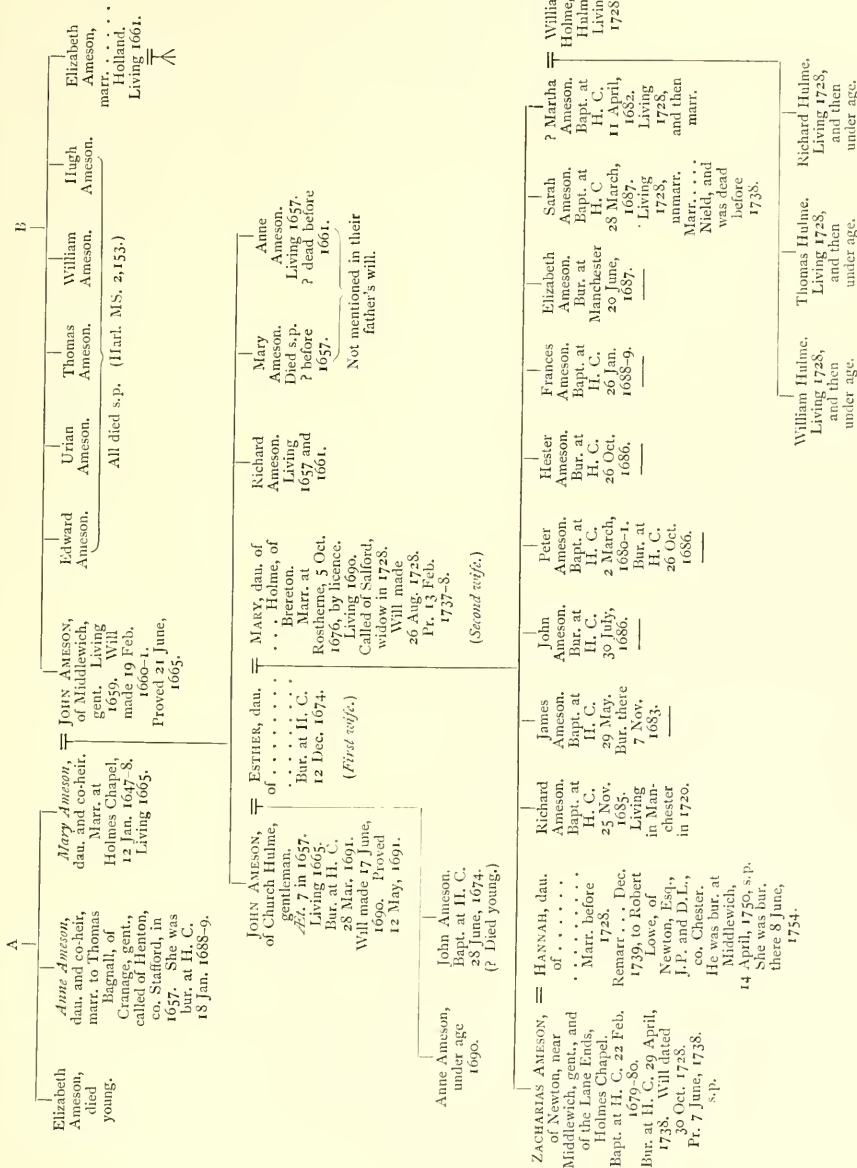 A
B
Elizabeth
Ameson,
died
young.
Anne Ameson,
dau. and co-heir,
marr. to Thomas
Bagnall, of
Cranage, gent.,
called of Henton,
co. Stafford, in
1657. She was
bur. at H. C.
18 Jan. 1688-9.
Mary Ameson,
dau. and co-heir.
Marr. at
Holmes Chapel,
12 Jan. 1647-8.
Living 1665.
JOHN AMESON,
of Middlewich,
gent. Living
1659. Will
made 19 Feb.
1660-1.
Proved 21 June,
1665.
Edward
Ameson.
Urian
Ameson.
Thomas
Ameson.
William
Ameson.
Hugh
Ameson.
All died s.p. (Harl. MS. 2,153.)
Elizabeth
Ameson,
marr. . . . . .
Holland.
Living 1661.
JOHN AMESON,
of Church Hulme,
gentleman.
Æt. 7 in 1657.
Living 1665.
Bur. at H. C.
28 Mar. 1691.
Will made 17 June,
1690. Proved
12 May, 1691.
ESTHER, dau.
of . . . . . . .
. . . . . . . . .
Bur. at H. C.
12 Dec. 1674.
(First wife.)
MARY, dau. of
. . . Holme, of
Brereton.
Marr. at
Rostherne, 5 Oct.
1676, by licence.
Living 1690.
Called of Salford,
widow in 1728.
Will made
26 Aug. 1728.
Pr. 13 Feb.
1737-8.
(Second wife.)
Richard
Ameson.
Living
1657 and
1661.
Mary
Ameson.
Died s.p.
? before
1657.
Anne
Ameson.
Living 1657.
? dead before
1661.
Not mentioned in their
father's will.
Anne Ameson,
under age
1690.
John Ameson.
Bapt. at H. C.
28 June, 1674.
(? Died young.)
ZACHARIAS AMESON,
of Newton, near
Middlewich, gent., and
of the Lane Ends,
Holmes Chapel.
Bapt. at H. C. 22 Feb.
1679-80.
Bur. at H. C. 29 April,
1738. Will dated
30 Oct. 1728.
Pr. 7 June, 1738.
s.p.
HANNAH, dau.
of . . . . . . .
. . . . . . . . .
Marr. before
1728.
Remarr . . . Dec.
1739, to Robert
Lowe, of
Newton, Esq.,
J.P. and D.L.,
co. Chester.
He was bur. at
Middlewich,
14 April, 1750, s.p.
She was bur.
there 8 June,
1754.
Richard
Ameson.
Bapt. at
H. C.
25 Nov.
1685.
Living
in Man-
chester
in 1720.
James
Ameson.
Bapt. at
H. C.
29 May.
Bur. there
7 Nov.
1683.
John
Ameson.
Bur. at
H. C.
30 July,
1686.
Peter
Ameson.
Bapt. at
H. C.
2 March,
1680-1.
Bur. at
H. C.
26 Oct.
1686.
Hester
Ameson.
Bur. at
H. C.
26 Oct.
1686.
Frances
Ameson.
Bapt. at
H. C.
26 Jan.
1688-9.
Elizabeth
Ameson.
Bur. at
Manchester
20 June,
1687.
Sarah
Ameson.
Bapt. at
H. C
28 March,
1687.
Living
1728,
unmarr.
Marr. . . . .
Nield, and
was dead
before
1738.
? Martha
Ameson.
Bapt. at
H. C.
11 April,
1682.
Living
1728,
and then
marr.
Willia
Holme,
Hulm
Livin
1728
William Hulme.
Living 1728,
and then
under age.
Thomas Hulme.
Living 1728,
and then
under age.
Richard Hulme.
Living 1728,
and then
under age.